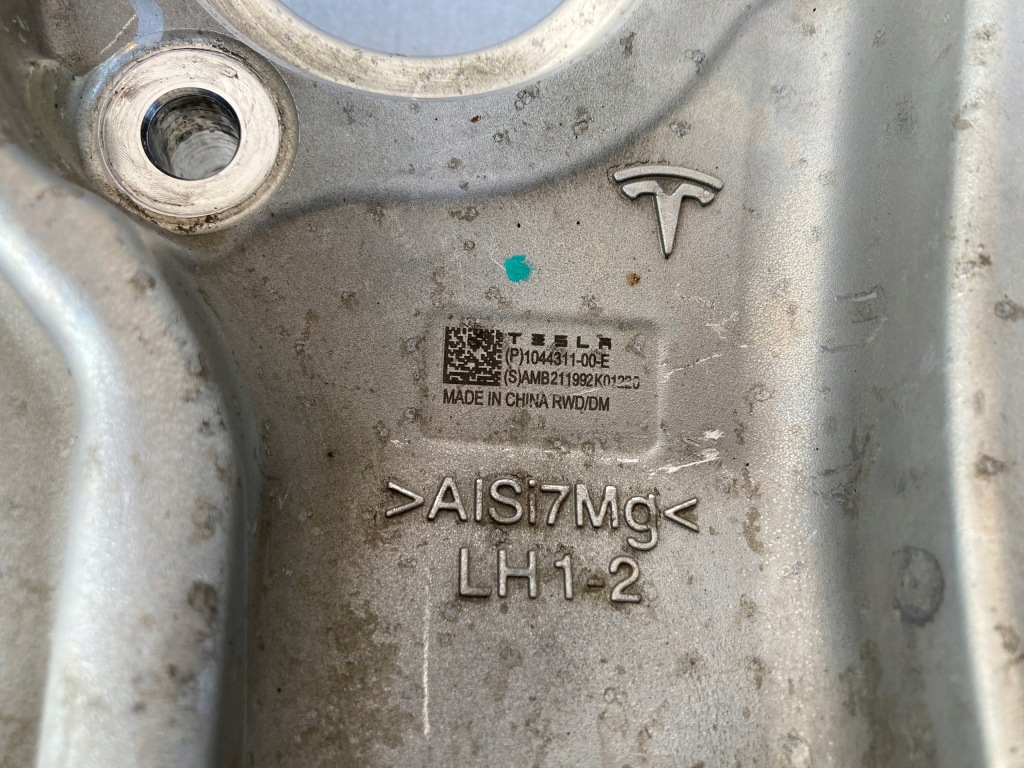 TESLA
(P)1044311-00-E
(S)AMB211992K01220
MADE IN CHINA RWD/DM
>AlSi7Mg<
LH1-2